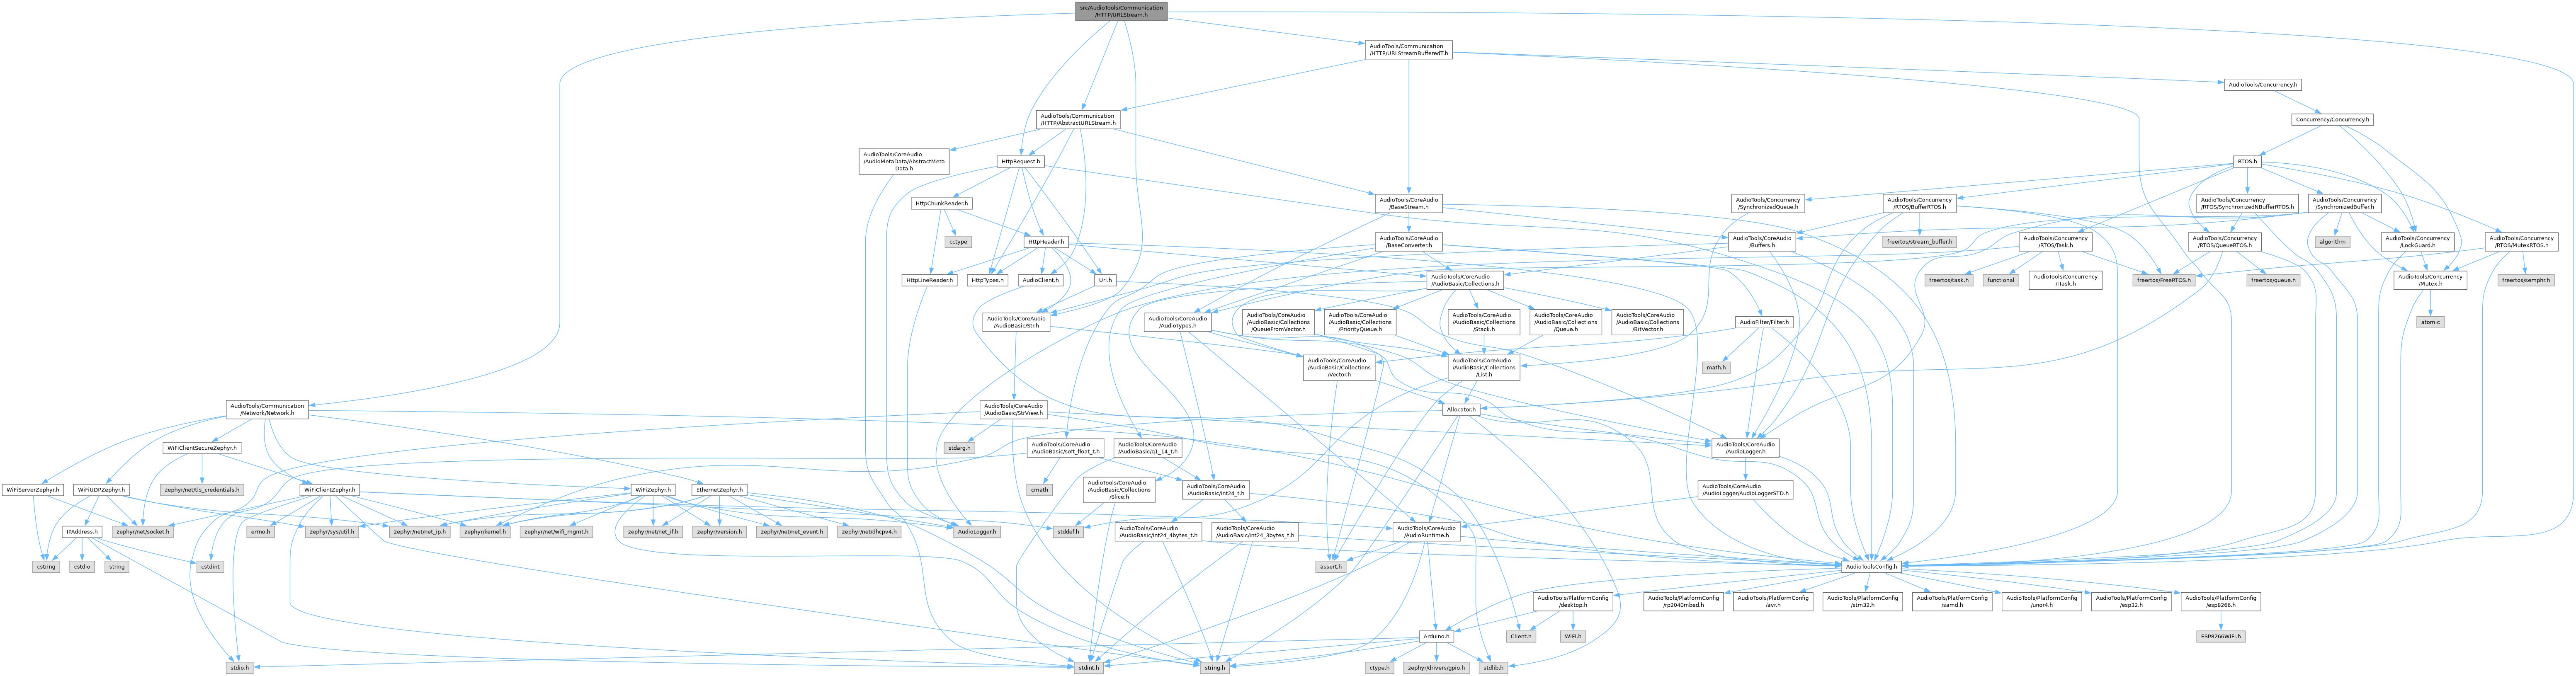 src/AudioTools/Communication
/HTTP/URLStream.h
AudioTools/Communication
/HTTP/URLStreamBufferedT.h
AudioTools/Concurrency.h
AudioTools/Communication
/HTTP/AbstractURLStream.h
Concurrency/Concurrency.h
AudioTools/CoreAudio
/AudioMetaData/AbstractMeta
Data.h
HttpRequest.h
RTOS.h
HttpChunkReader.h
AudioTools/CoreAudio
/BaseStream.h
AudioTools/Concurrency
/SynchronizedQueue.h
AudioTools/Concurrency
/RTOS/BufferRTOS.h
AudioTools/Concurrency
/RTOS/SynchronizedNBufferRTOS.h
AudioTools/Concurrency
/SynchronizedBuffer.h
cctype
HttpHeader.h
AudioTools/CoreAudio
/BaseConverter.h
AudioTools/CoreAudio
/Buffers.h
freertos/stream_buffer.h
AudioTools/Concurrency
/RTOS/Task.h
AudioTools/Concurrency
/RTOS/QueueRTOS.h
algorithm
AudioTools/Concurrency
/LockGuard.h
AudioTools/Concurrency
/RTOS/MutexRTOS.h
HttpLineReader.h
HttpTypes.h
AudioClient.h
Url.h
AudioTools/CoreAudio
/AudioBasic/Collections.h
freertos/task.h
functional
AudioTools/Concurrency
/ITask.h
freertos/FreeRTOS.h
freertos/queue.h
AudioTools/Concurrency
/Mutex.h
freertos/semphr.h
AudioTools/CoreAudio
/AudioBasic/Str.h
AudioTools/CoreAudio
/AudioTypes.h
AudioTools/CoreAudio
/AudioBasic/Collections
/QueueFromVector.h
AudioTools/CoreAudio
/AudioBasic/Collections
/PriorityQueue.h
AudioTools/CoreAudio
/AudioBasic/Collections
/Stack.h
AudioTools/CoreAudio
/AudioBasic/Collections
/Queue.h
AudioTools/CoreAudio
/AudioBasic/Collections
/BitVector.h
AudioFilter/Filter.h
atomic
AudioTools/CoreAudio
/AudioBasic/Collections
/Vector.h
AudioTools/CoreAudio
/AudioBasic/Collections
/List.h
math.h
AudioTools/Communication
/Network/Network.h
AudioTools/CoreAudio
/AudioBasic/StrView.h
Allocator.h
WiFiClientSecureZephyr.h
stdarg.h
AudioTools/CoreAudio
/AudioBasic/soft_float_t.h
AudioTools/CoreAudio
/AudioBasic/q1_14_t.h
AudioTools/CoreAudio
/AudioLogger.h
WiFiServerZephyr.h
WiFiUDPZephyr.h
zephyr/net/tls_credentials.h
WiFiClientZephyr.h
WiFiZephyr.h
EthernetZephyr.h
cmath
AudioTools/CoreAudio
/AudioBasic/Collections
/Slice.h
AudioTools/CoreAudio
/AudioBasic/int24_t.h
AudioTools/CoreAudio
/AudioLogger/AudioLoggerSTD.h
IPAddress.h
zephyr/net/socket.h
errno.h
zephyr/sys/util.h
zephyr/net/net_ip.h
zephyr/kernel.h
zephyr/net/wifi_mgmt.h
zephyr/net/net_if.h
zephyr/version.h
zephyr/net/net_event.h
zephyr/net/dhcpv4.h
AudioLogger.h
stddef.h
AudioTools/CoreAudio
/AudioBasic/int24_4bytes_t.h
AudioTools/CoreAudio
/AudioBasic/int24_3bytes_t.h
AudioTools/CoreAudio
/AudioRuntime.h
cstring
cstdio
string
cstdint
assert.h
AudioToolsConfig.h
AudioTools/PlatformConfig
/desktop.h
AudioTools/PlatformConfig
/rp2040mbed.h
AudioTools/PlatformConfig
/avr.h
AudioTools/PlatformConfig
/stm32.h
AudioTools/PlatformConfig
/samd.h
AudioTools/PlatformConfig
/unor4.h
AudioTools/PlatformConfig
/esp32.h
AudioTools/PlatformConfig
/esp8266.h
Arduino.h
Client.h
WiFi.h
ESP8266WiFi.h
stdio.h
stdint.h
string.h
ctype.h
zephyr/drivers/gpio.h
stdlib.h